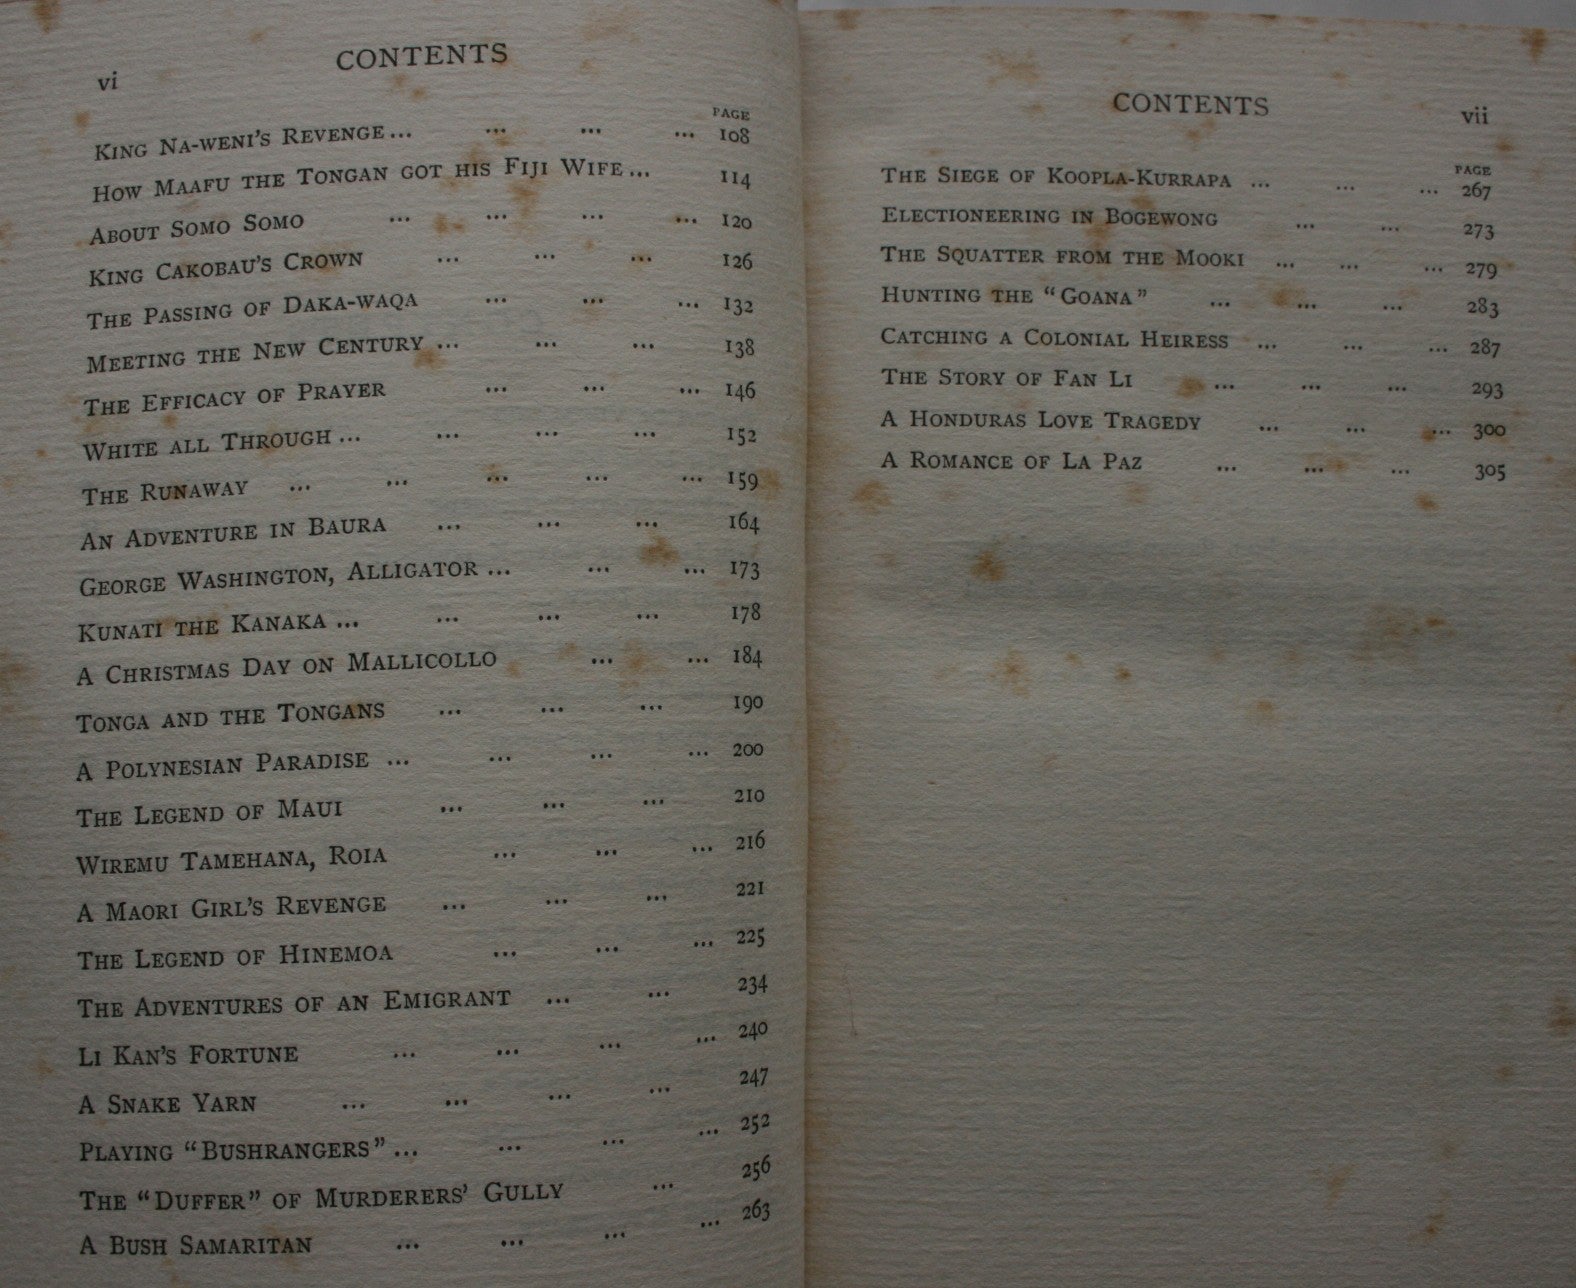 vi
CONTENTS
PAGE
King Na-weni's Revenge... ... ... ... 108
How Maafu the Tongan got his Fiji Wife... 114
About Somo Somo ... ... ... ... 120
King Cakobau's Crown ... ... ... 126
The Passing of Daka-waqa ... ... ... 132
Meeting the New Century ... ... ... 138
The Efficacy of Prayer ... ... ... 146
White all Through ... ... ... ... 152
The Runaway ... ... ... ... ... 159
An Adventure in Baura ... ... ... 164
George Washington, Alligator ... ... ... 173
Kunati the Kanaka ... ... ... ... 178
A Christmas Day on Mallicollo ... ... 184
Tonga and the Tongans ... ... ... 190
A Polynesian Paradise ... ... ... ... 200
The Legend of Maui ... ... ... 210
Wiremu Tamehana, Roia ... ... ... 216
A Maori Girl's Revenge ... ... ... 221
The Legend of Hinemoa ... ... ... 225
The Adventures of an Emigrant ... ... 234
Li Kan's Fortune ... ... ... ... 240
A Snake Yarn ... ... ... ... 247
Playing "Bushrangers" ... ... ... ... 252
The "Duffer" of Murderers' Gully ... 256
A Bush Samaritan ... ... ... ... 263
CONTENTS
vii
PAGE
The Siege of Koopla-Kurrapa ... ... ... 267
Electioneering in Bogewong ... ... 273
The Squatter from the Mooki ... ... ... 279
Hunting the "Goana" ... ... ... 283
Catching a Colonial Heiress ... ... ... 287
The Story of Fan Li ... ... ... 293
A Honduras Love Tragedy ... ... ... 300
A Romance of La Paz ... ... ... 305